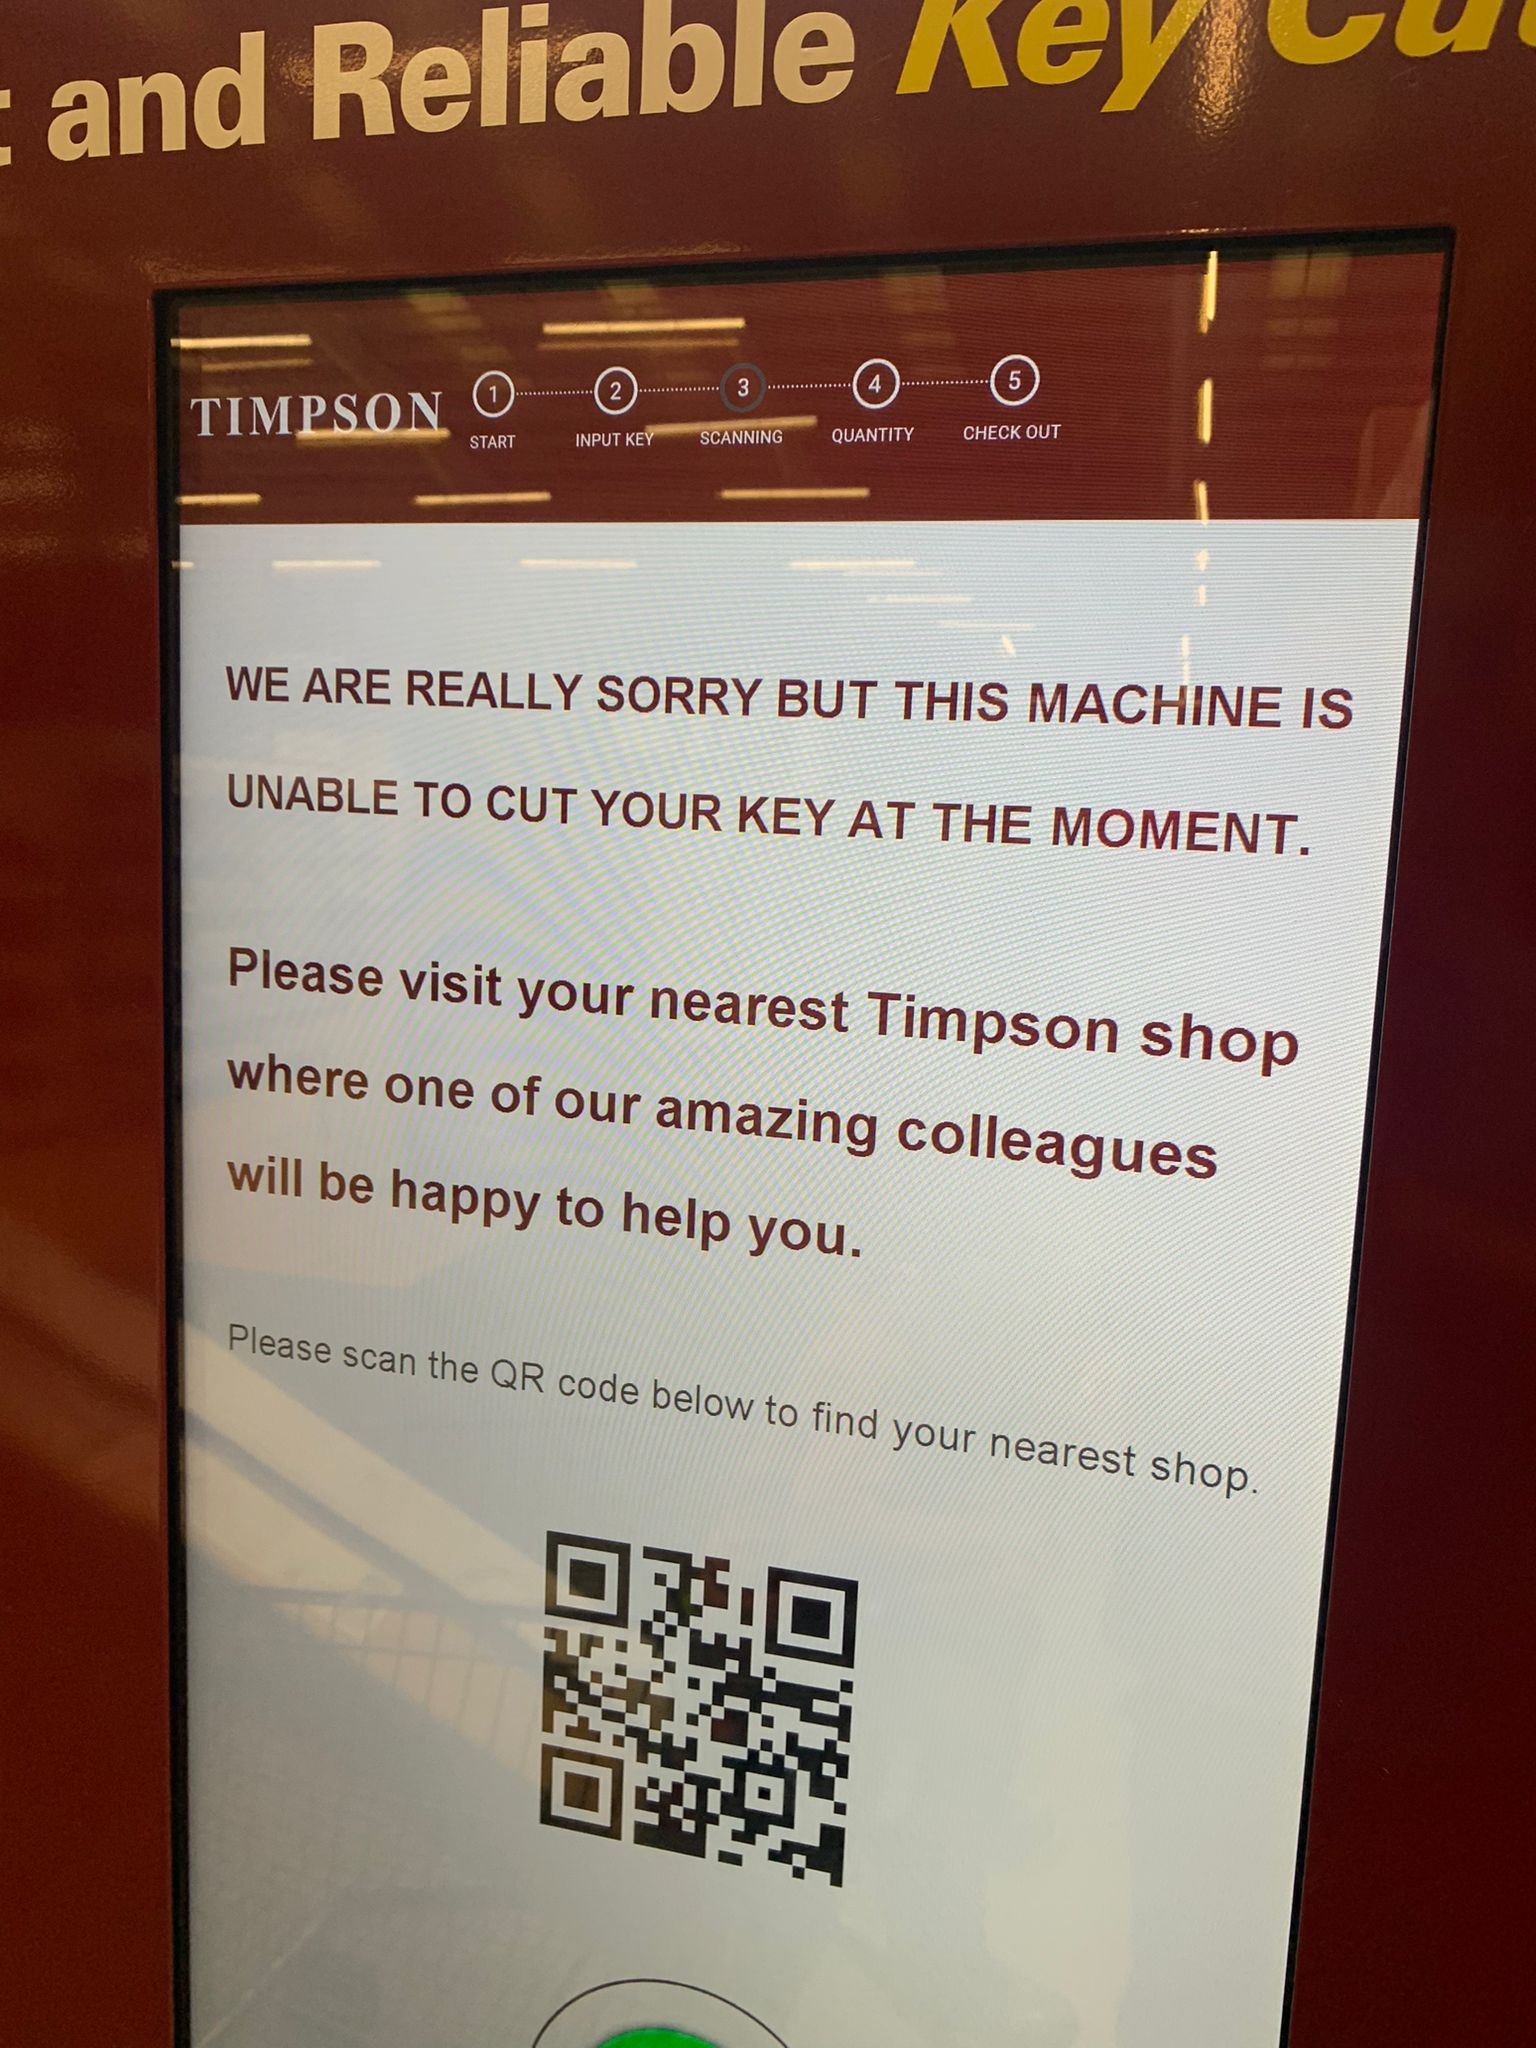 and Reliable Key
TIMPSON
1 2 3 4 5
START INPUT KEY SCANNING QUANTITY CHECK OUT
WE ARE REALLY SORRY BUT THIS MACHINE IS
UNABLE TO CUT YOUR KEY AT THE MOMENT.
Please visit your nearest Timpson shop
where one of our amazing colleagues
will be happy to help you.
Please scan the QR code below to find your nearest shop.